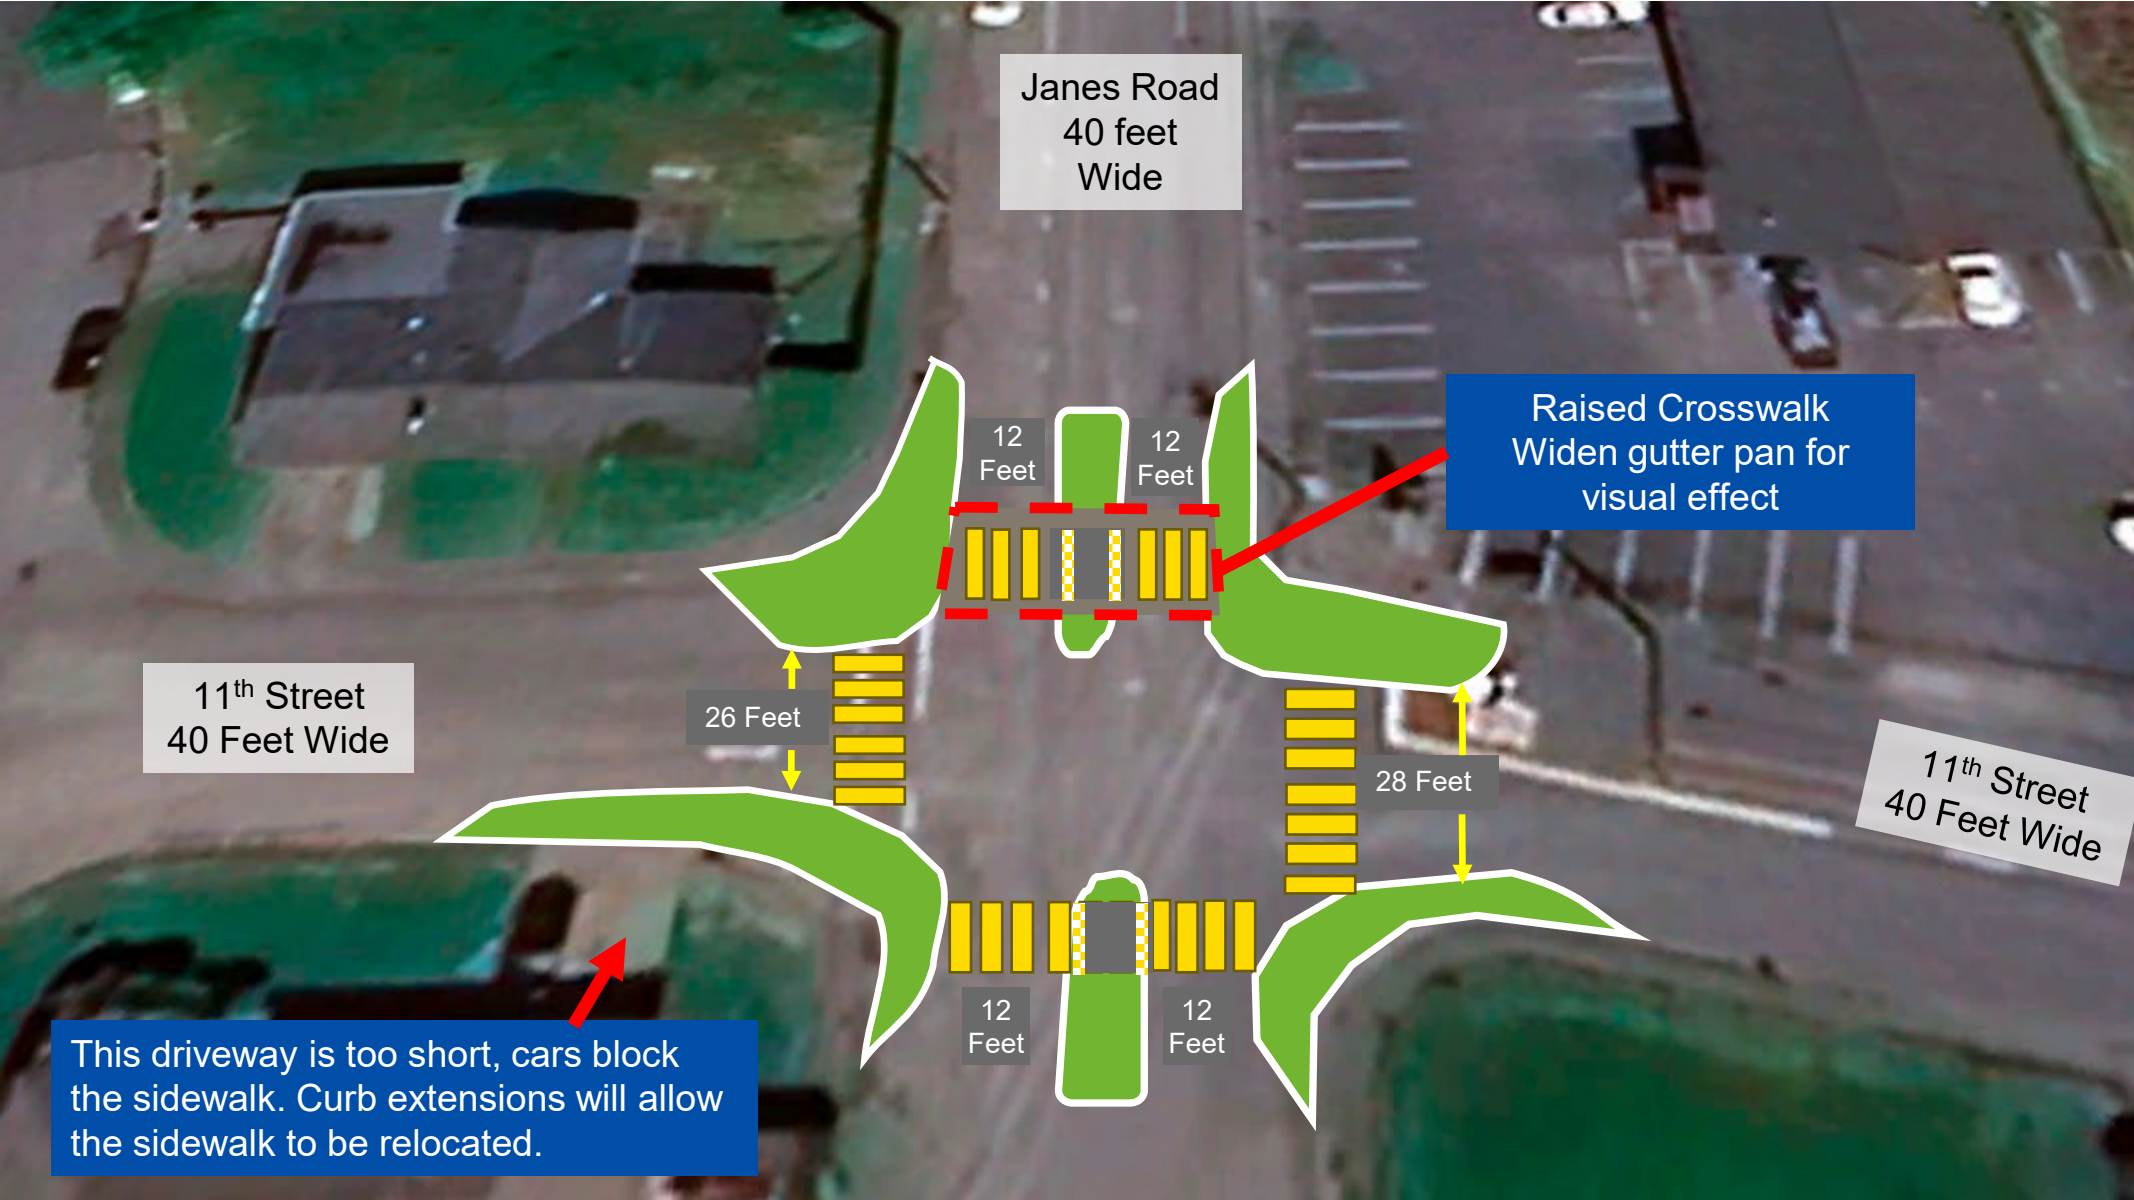 Janes Road
40 feet
Wide
12
Feet
12
Feet
Raised Crosswalk
Widen gutter pan for
visual effect
11th Street
40 Feet Wide
26 Feet
28 Feet
11th Street
40 Feet Wide
12
Feet
12
Feet
This driveway is too short, cars block
the sidewalk. Curb extensions will allow
the sidewalk to be relocated.